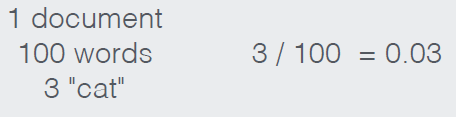 1 document
100 words
3 / 100 = 0.03
3 "cat"